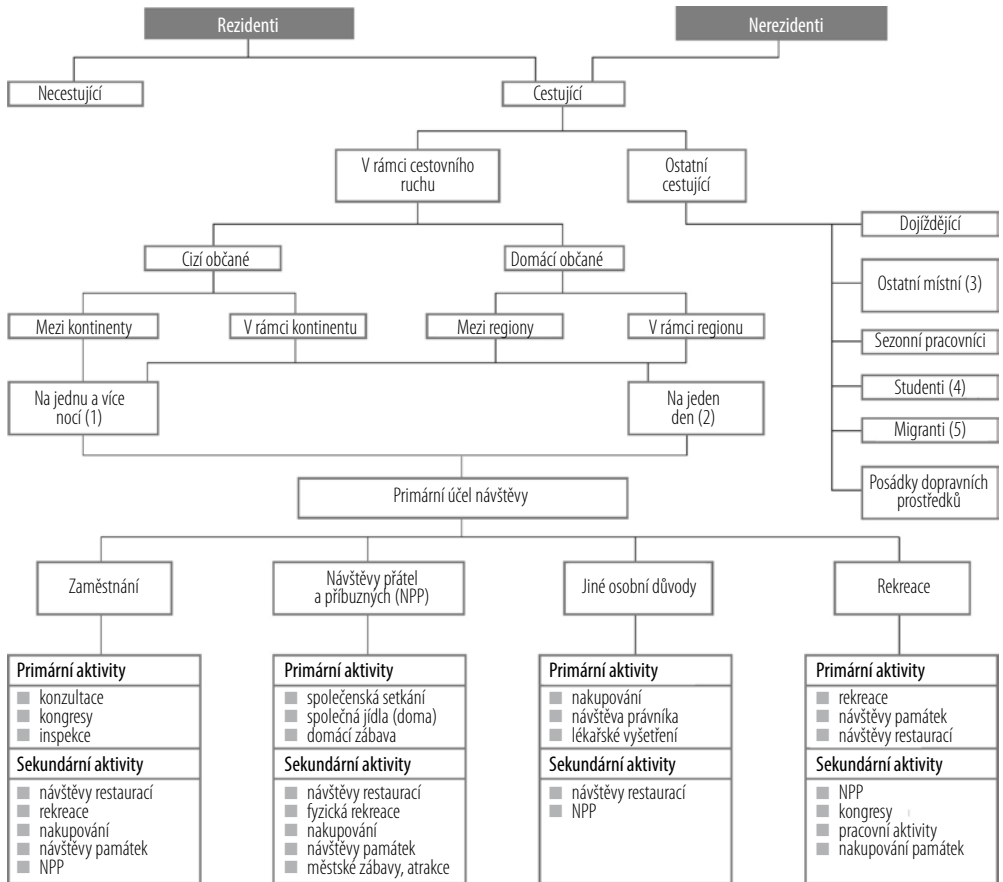 Rezidenti
Nerezidenti
Necestující
Cestující
V rámci cestovního
ruchu
Ostatní
cestující
Dojíždějící
Cizí občané
Domácí občané
Ostatní místní (3)
Mezi kontinenty
V rámci kontinentu
Mezi regiony
V rámci regionu
Sezonní pracovníci
Na jednu a více
nocí (1)
Na jeden
den (2)
Studenti (4)
Migranti (5)
Posádky dopravních
prostředků
Primární účel návštěvy
Zaměstnání
Návštěvy přátel
a příbuzných (NPP)
Jiné osobní důvody
Rekreace
Primární aktivity
konzultace
kongresy
inspekce
Sekundární aktivity
návštěvy restaurací
rekreace
nakupování
návštěvy památek
NPP
Primární aktivity
společenská setkání
společná jídla (doma)
domácí zábava
Sekundární aktivity
návštěvy restaurací
fyzická rekreace
nakupování
návštěvy památek
městské zábavy, atrakce
Primární aktivity
nakupování
návštěva právníka
lékařské vyšetření
Sekundární aktivity
návštěvy restaurací
NPP
Primární aktivity
rekreace
návštěvy památek
návštěvy restaurací
Sekundární aktivity
NPP
kongresy
pracovní aktivity
nakupování památek